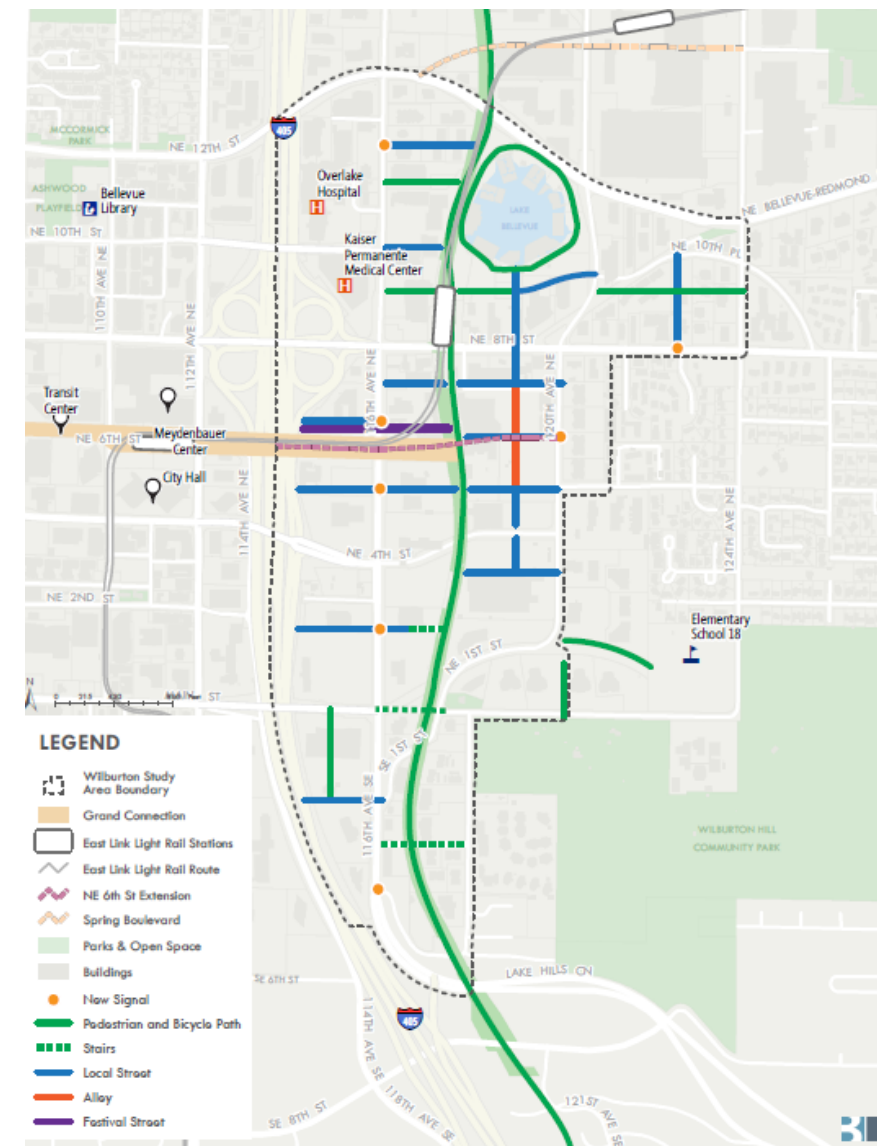 MCCORMICK
PARK
NE 12TH ST
405
ASHWOOD
PLAYFIELD
Bellevue
Library
NE 10TH ST
110TH AVE NE
112TH AVE NE
Overlake
Hospital
H
Kaiser
Permanente
Medical Center
H
LAKE
BELLEVUE
NE BELLEVUE-REDMOND
NE 10TH PL
NE 8TH ST
116TH AVE NE
120TH AVE NE
Transit
Center
NE 6TH ST
Meydenbauer
Center
City Hall
114TH AVE NE
124TH AVE NE
NE 4TH ST
NE 2ND ST
Elementary
School 18
NE 1ST ST
N
0
ST
SE 1ST ST
116TH AVE SE
WILBURTON HILL
COMMUNITY PARK
LEGEND
Wilburton Study
Area Boundary
Grand Connection
East Link Light Rail Stations
East Link Light Rail Route
NE 6th St Extension
Spring Boulevard
Parks & Open Space
Buildings
New Signal
Pedestrian and Bicycle Path
Stairs
Local Street
Alley
Festival Street
SE 6TH ST
LAKE HILLS CN
405
114TH AVE SE
118TH AVE SE
SE 8TH ST
121ST AVE SE